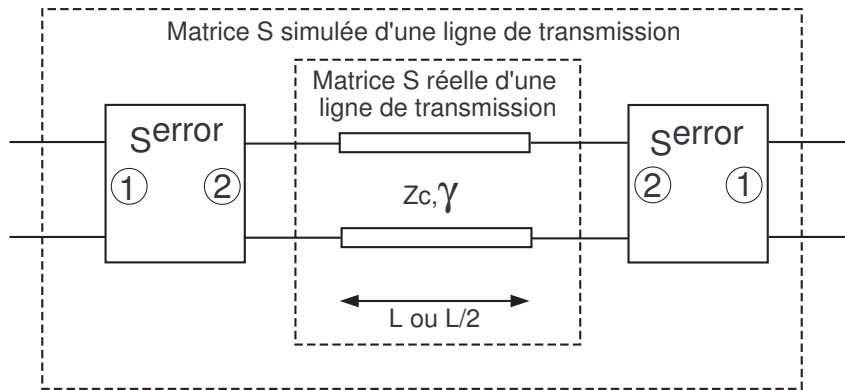 Matrice S simulée d'une ligne de transmission
Matrice S réelle d'une
ligne de transmission
Serror
Serror
1
2
Zc,γ
2
1
L ou L/2